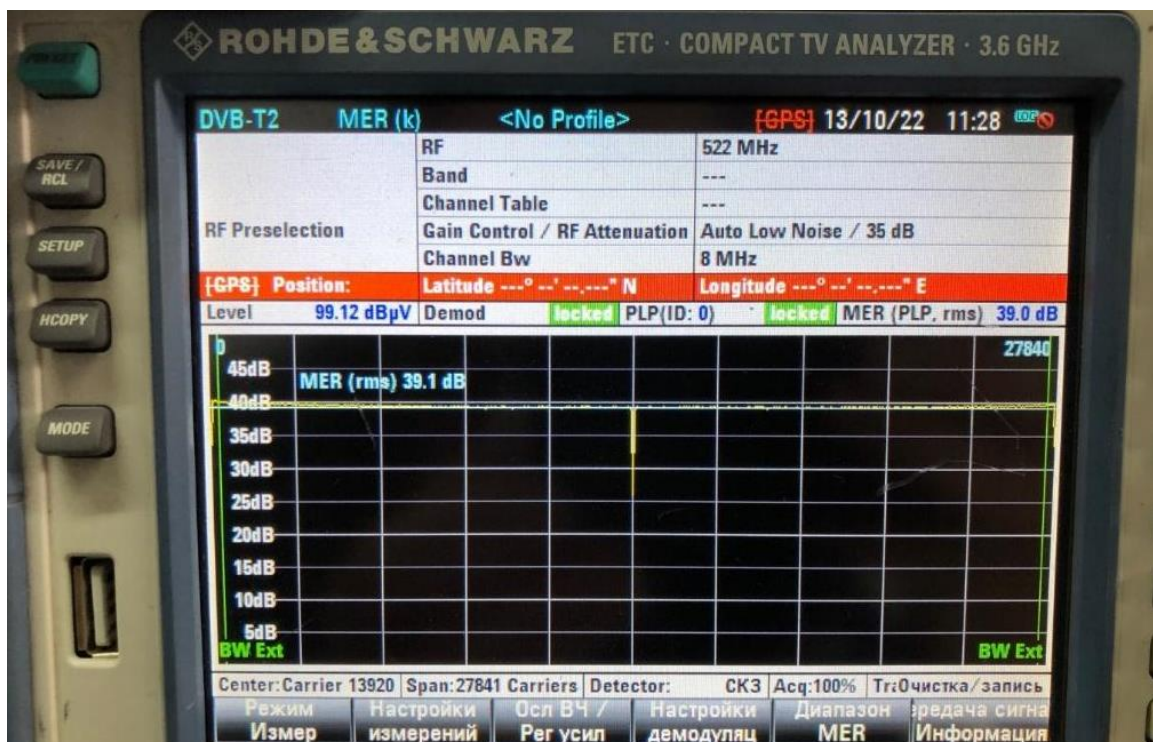 ROHDE & SCHWARZ ETC · COMPACT TV ANALYZER · 3.6 GHz
PRESET
SAVE / RCL
SETUP
HCOPY
MODE
DVB-T2 MER (k) <No Profile> [GPS] 13/10/22 11:28 LOG
RF 522 MHz
Band ---
Channel Table ---
RF Preselection Gain Control / RF Attenuation Auto Low Noise / 35 dB
Channel Bw 8 MHz
[GPS] Position: Latitude ---° --' --,---" N Longitude ---° --' --,---" E
Level 99.12 dBµV Demod locked PLP(ID: 0) locked MER (PLP, rms) 39.0 dB
0 27840
45dB
MER (rms) 39.1 dB
40dB
35dB
30dB
25dB
20dB
15dB
10dB
5dB
BW Ext BW Ext
Center:Carrier 13920 Span:27841 Carriers Detector: СКЗ Acq:100% Tra Очистка/запись
Режим Измер
Настройки измерений
Осл ВЧ / Рег усил
Настройки демодуляц
Диапазон MER
ередача сигна Информация